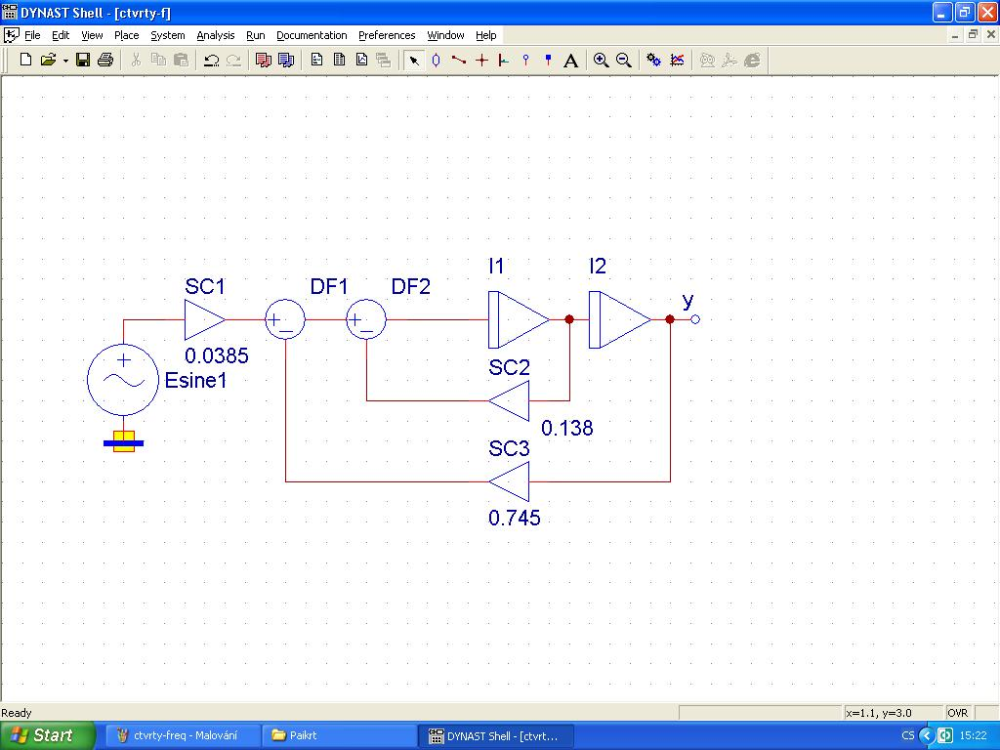 DYNAST Shell - [ctvrty-f]
File Edit View Place System Analysis Run Documentation Preferences Window Help
A
I1 I2
SC1 DF1 DF2 y
0.0385
Esine1
SC2
0.138
SC3
0.745
Ready x=1.1, y=3.0 OVR
Start ctvrty-freq - Malování Paikrt DYNAST Shell - [ctvrt... CS 15:22